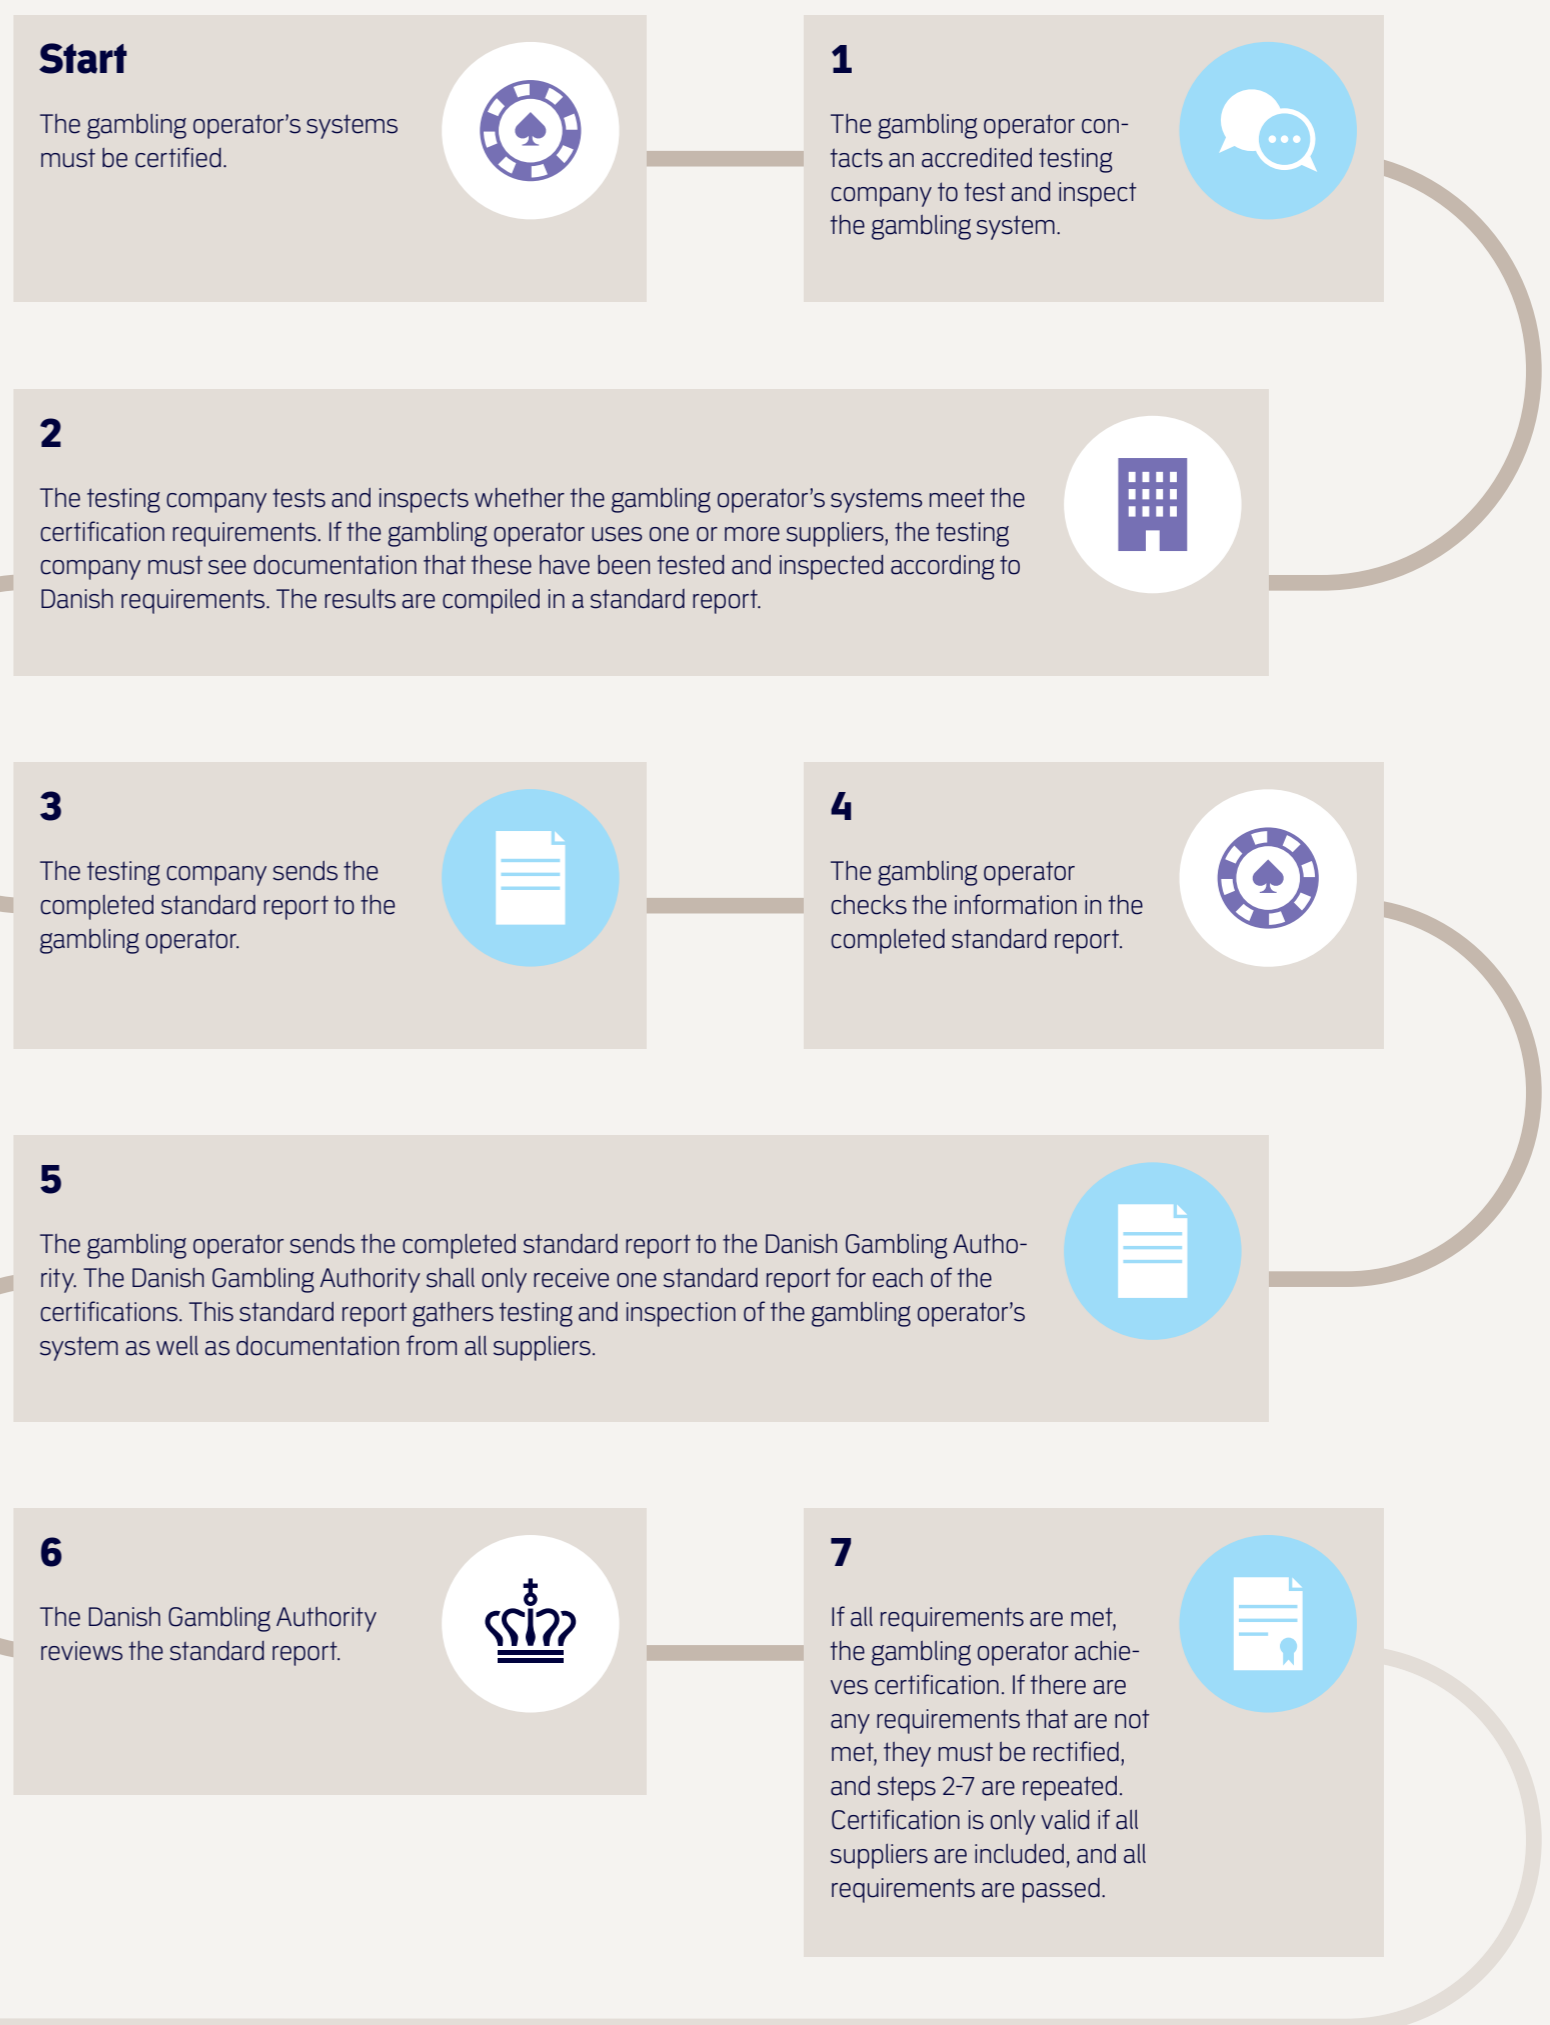 Start
The gambling operator's systems
must be certified.
1
The gambling operator con-
tacts an accredited testing
company to test and inspect
the gambling system.
2
The testing company tests and inspects whether the gambling operator's systems meet the
certification requirements. If the gambling operator uses one or more suppliers, the testing
company must see documentation that these have been tested and inspected according to
Danish requirements. The results are compiled in a standard report.
3
The testing company sends the
completed standard report to the
gambling operator.
4
The gambling operator
checks the information in the
completed standard report.
5
The gambling operator sends the completed standard report to the Danish Gambling Autho-
rity. The Danish Gambling Authority shall only receive one standard report for each of the
certifications. This standard report gathers testing and inspection of the gambling operator's
system as well as documentation from all suppliers.
6
The Danish Gambling Authority
reviews the standard report.
7
If all requirements are met,
the gambling operator achie-
ves certification. If there are
any requirements that are not
met, they must be rectified,
and steps 2-7 are repeated.
Certification is only valid if all
suppliers are included, and all
requirements are passed.